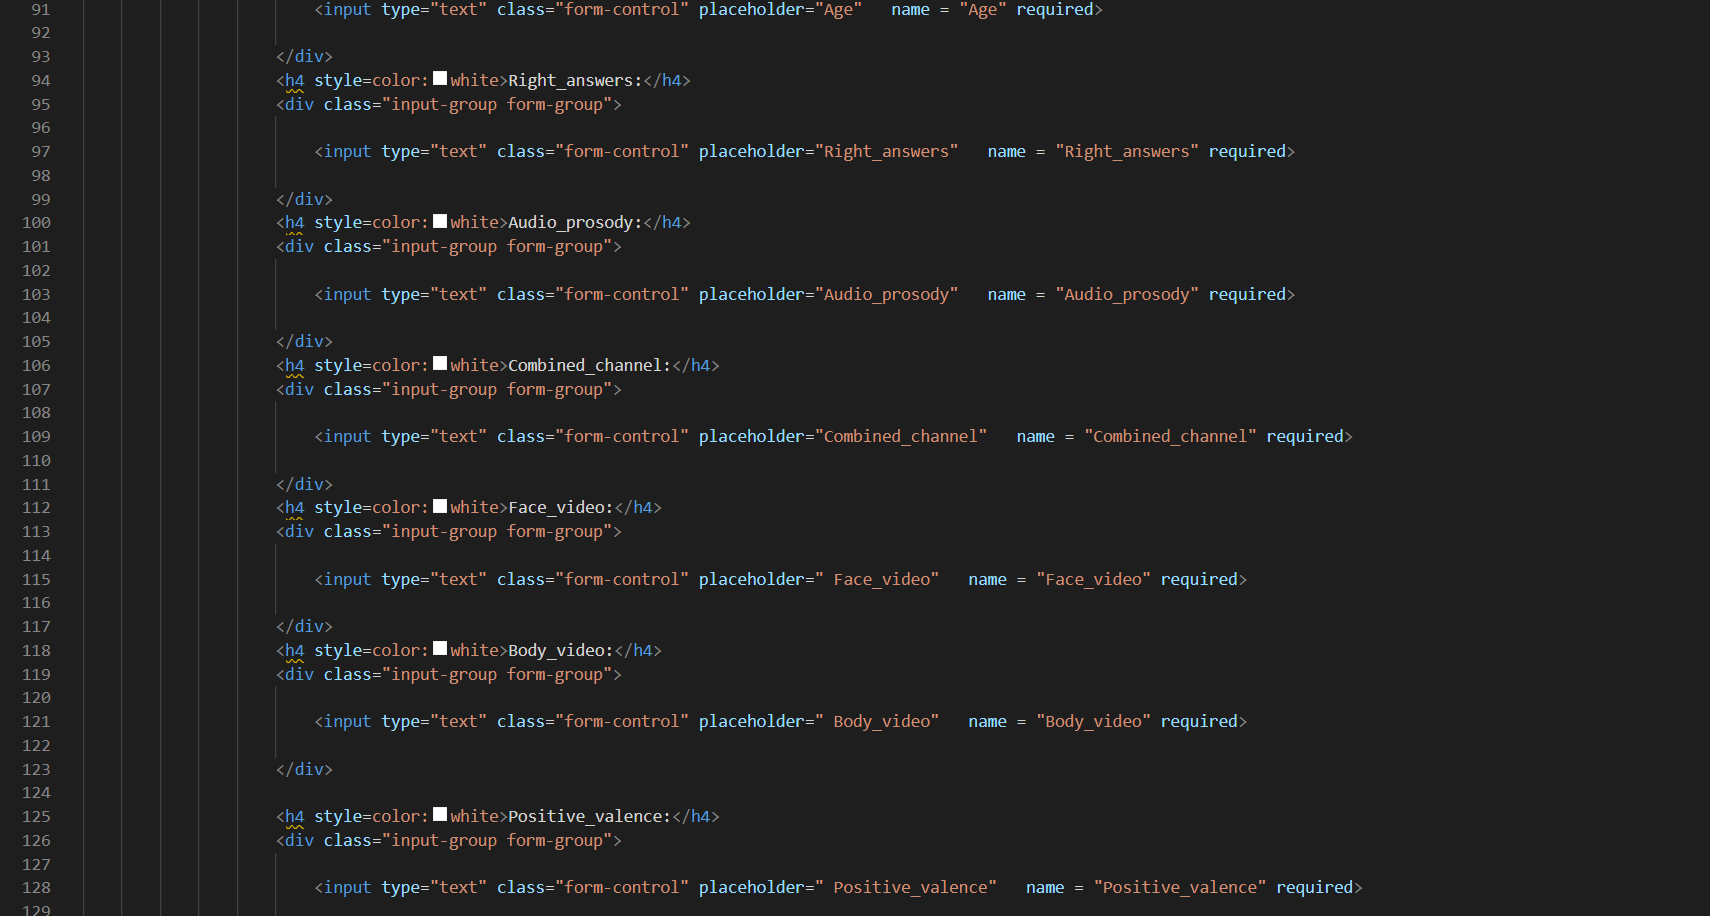 91 <input type="text" class="form-control" placeholder="Age"   name = "Age" required>
92
93 </div>
94 <h4 style=color:white>Right_answers:</h4>
95 <div class="input-group form-group">
96
97 <input type="text" class="form-control" placeholder="Right_answers"   name = "Right_answers" required>
98
99 </div>
100 <h4 style=color:white>Audio_prosody:</h4>
101 <div class="input-group form-group">
102
103 <input type="text" class="form-control" placeholder="Audio_prosody"   name = "Audio_prosody" required>
104
105 </div>
106 <h4 style=color:white>Combined_channel:</h4>
107 <div class="input-group form-group">
108
109 <input type="text" class="form-control" placeholder="Combined_channel"   name = "Combined_channel" required>
110
111 </div>
112 <h4 style=color:white>Face_video:</h4>
113 <div class="input-group form-group">
114
115 <input type="text" class="form-control" placeholder=" Face_video"   name = "Face_video" required>
116
117 </div>
118 <h4 style=color:white>Body_video:</h4>
119 <div class="input-group form-group">
120
121 <input type="text" class="form-control" placeholder=" Body_video"   name = "Body_video" required>
122
123 </div>
124
125 <h4 style=color:white>Positive_valence:</h4>
126 <div class="input-group form-group">
127
128 <input type="text" class="form-control" placeholder=" Positive_valence"   name = "Positive_valence" required>
129